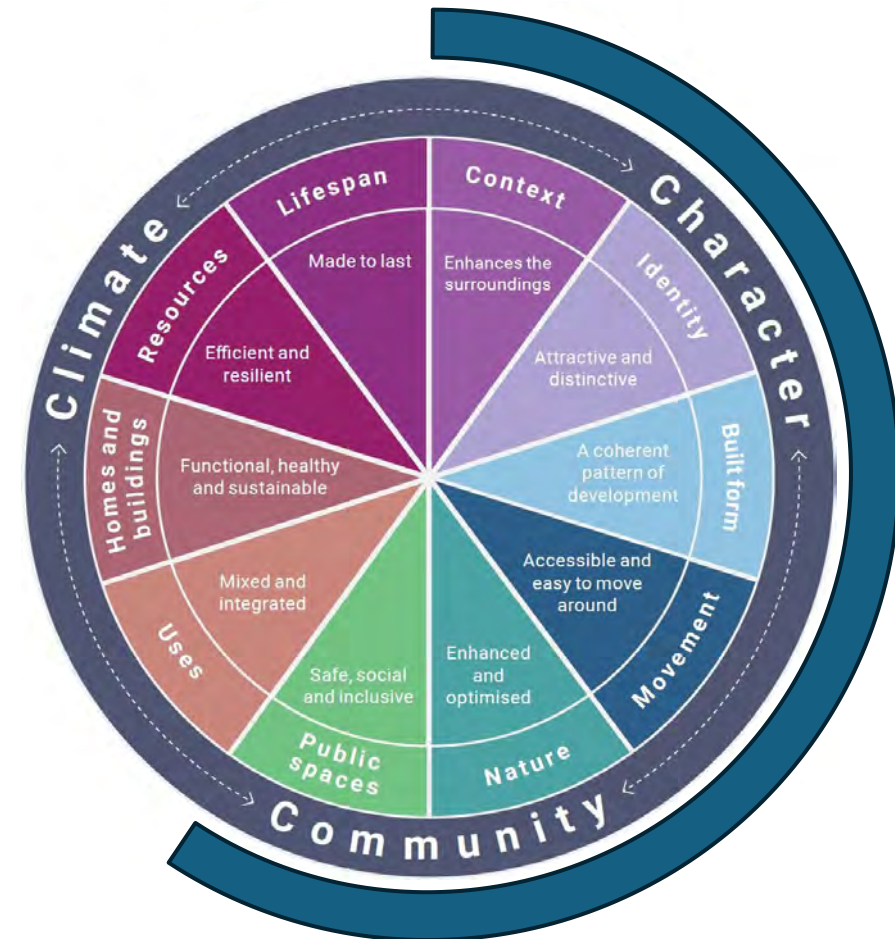 Climate
Character
Community
Context
Enhances the
surroundings
Identity
Attractive and
distinctive
Built form
A coherent
pattern of
development
Movement
Accessible and
easy to move
around
Nature
Enhanced
and
optimised
Public
spaces
Safe, social
and inclusive
Uses
Mixed and
integrated
Homes and
buildings
Functional, healthy
and sustainable
Resources
Efficient and
resilient
Lifespan
Made to last